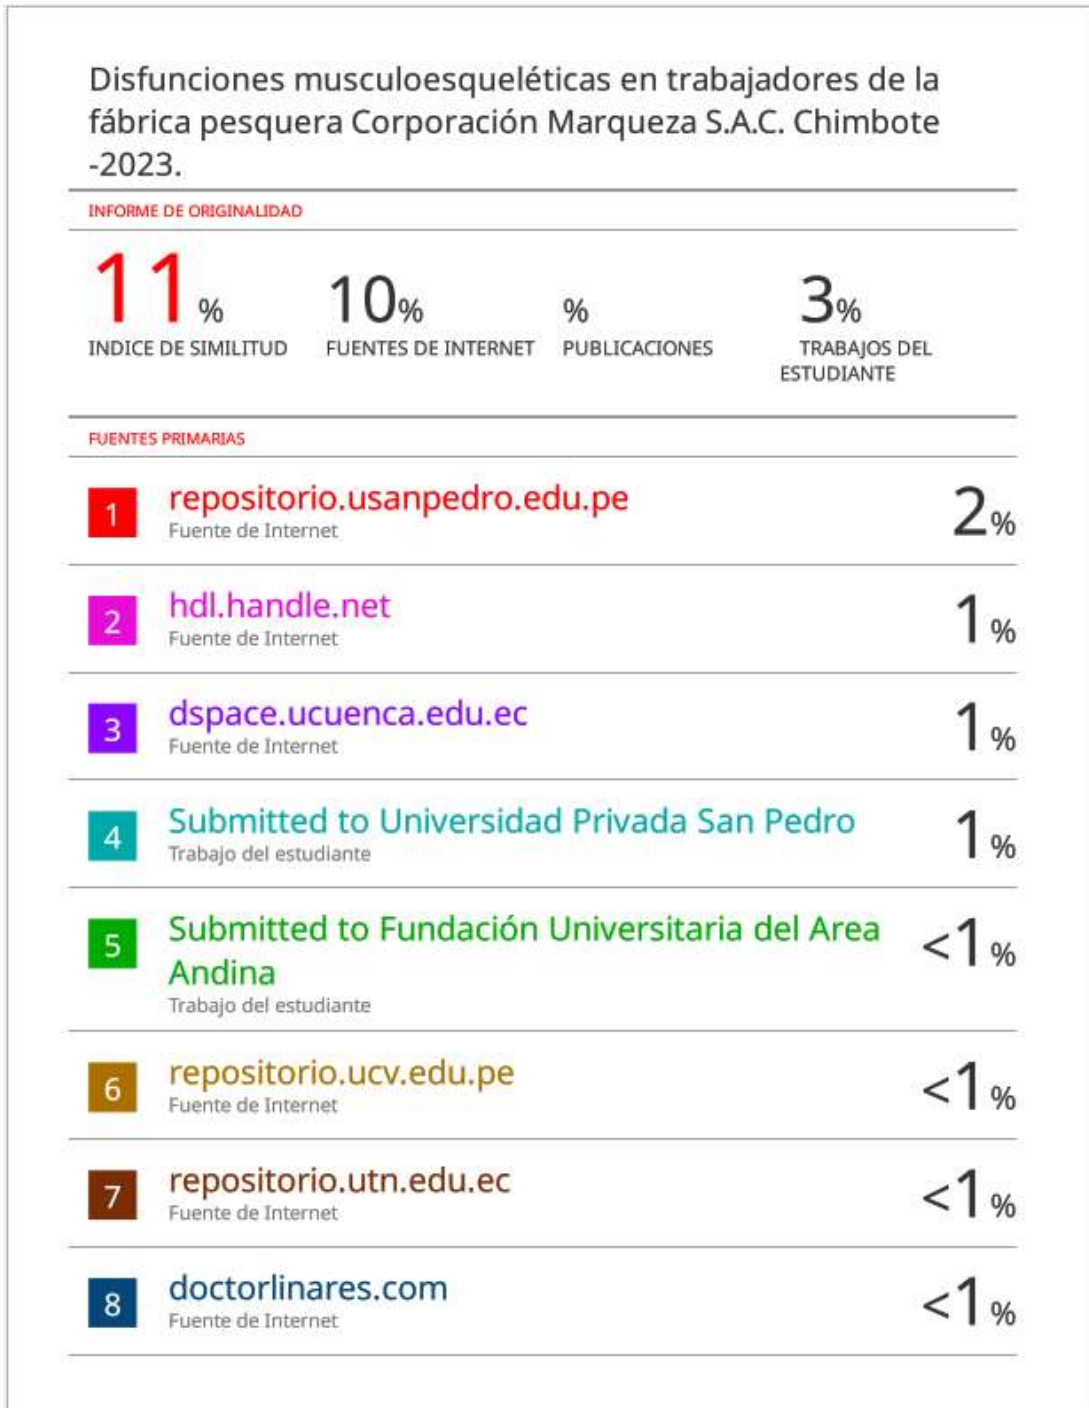 Disfunciones musculoesqueléticas en trabajadores de la
fábrica pesquera Corporación Marqueza S.A.C. Chimbote
-2023.
INFORME DE ORIGINALIDAD
11% 10% % 3%
INDICE DE SIMILITUD FUENTES DE INTERNET PUBLICACIONES TRABAJOS DEL
ESTUDIANTE
FUENTES PRIMARIAS
1 repositorio.usanpedro.edu.pe 2%
Fuente de Internet
2 hdl.handle.net 1%
Fuente de Internet
3 dspace.ucuenca.edu.ec 1%
Fuente de Internet
4 Submitted to Universidad Privada San Pedro 1%
Trabajo del estudiante
5 Submitted to Fundación Universitaria del Area <1%
Andina
Trabajo del estudiante
6 repositorio.ucv.edu.pe <1%
Fuente de Internet
7 repositorio.utn.edu.ec <1%
Fuente de Internet
8 doctorlinares.com <1%
Fuente de Internet